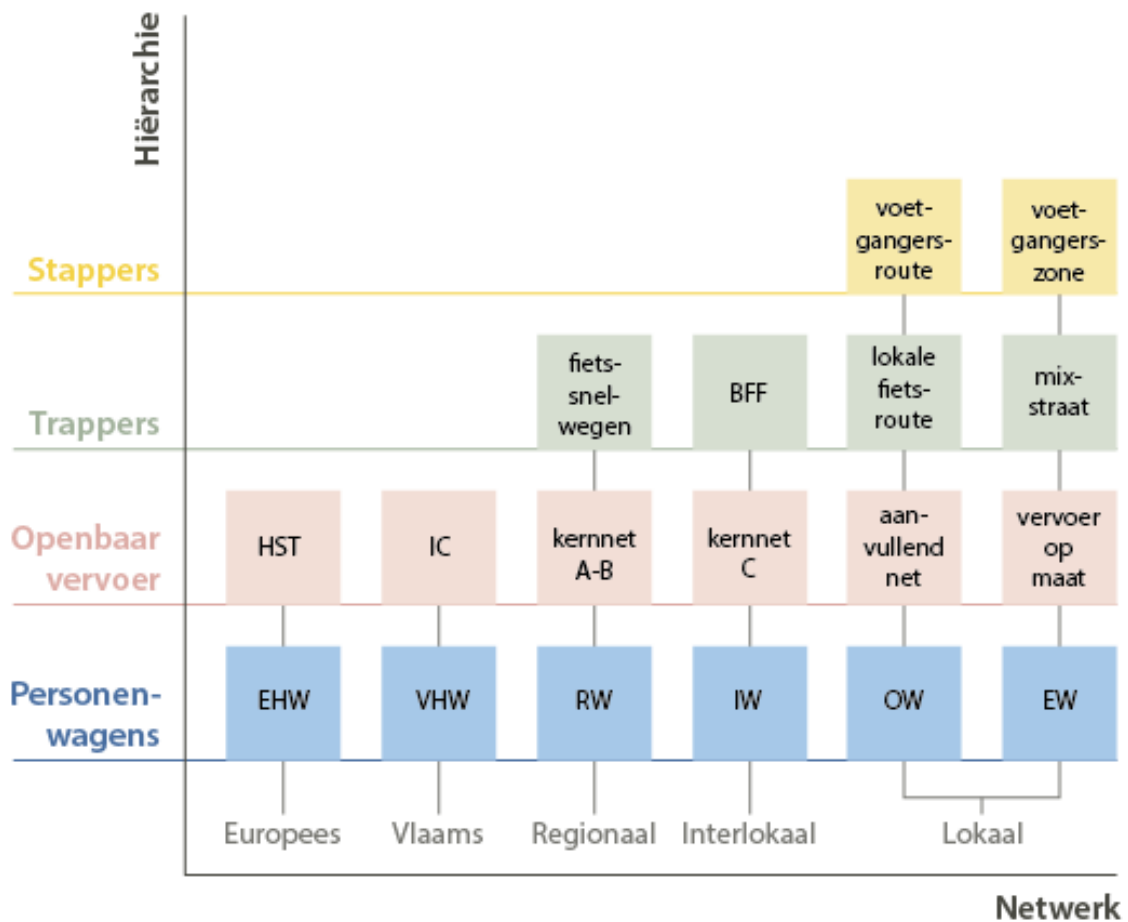 Hiërarchie
Stappers
voet-
gangers-
route
voet-
gangers-
zone
Trappers
fiets-
snel-
wegen
BFF
lokale
fiets-
route
mix-
straat
Openbaar
vervoer
HST
IC
kernnet
A-B
kernnet
C
aan-
vullend
net
vervoer
op
maat
Personen-
wagens
EHW
VHW
RW
IW
OW
EW
Europees
Vlaams
Regionaal
Interlokaal
Lokaal
Netwerk